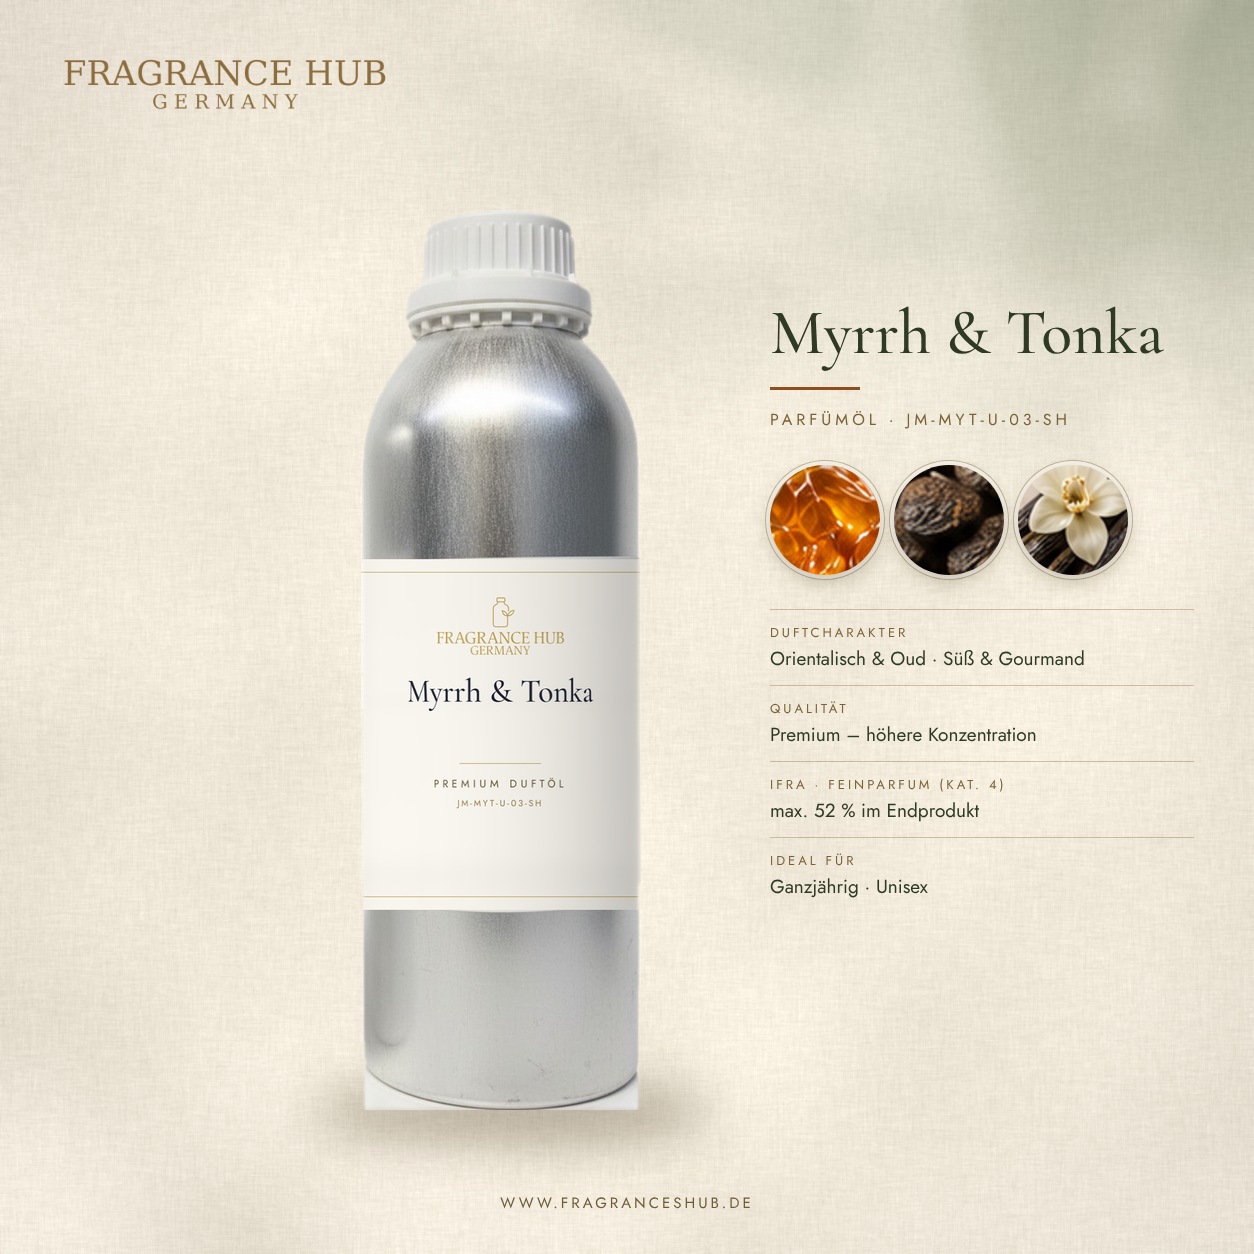 FRAGRANCE HUB
GERMANY
Myrrh & Tonka
PARFÜMÖL · JM-MYT-U-03-SH
DUFTCHARAKTER
Orientalisch & Oud · Süß & Gourmand
QUALITÄT
Premium – höhere Konzentration
IFRA · FEINPARFUM (KAT. 4)
max. 52 % im Endprodukt
IDEAL FÜR
Ganzjährig · Unisex
FRAGRANCE HUB
GERMANY
Myrrh & Tonka
PREMIUM DUFTÖL
JM-MYT-U-03-SH
WWW.FRAGRANCESHUB.DE